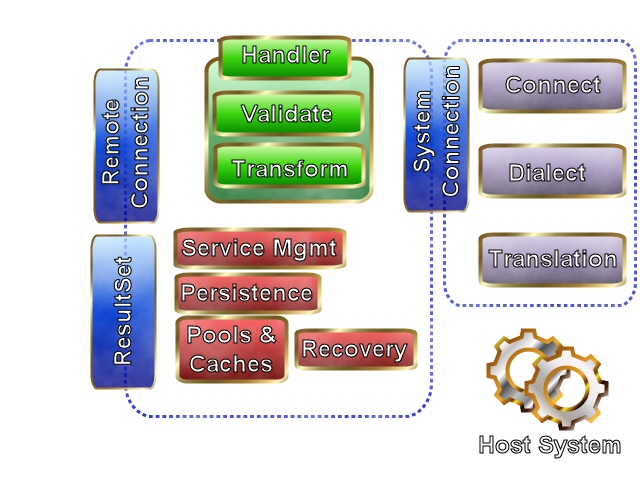 Remote
Connection
ResultSet
Handler
Validate
Transform
Service Mgmt
Persistence
Pools &
Caches
Recovery
System
Connection
Connect
Dialect
Translation
Host System